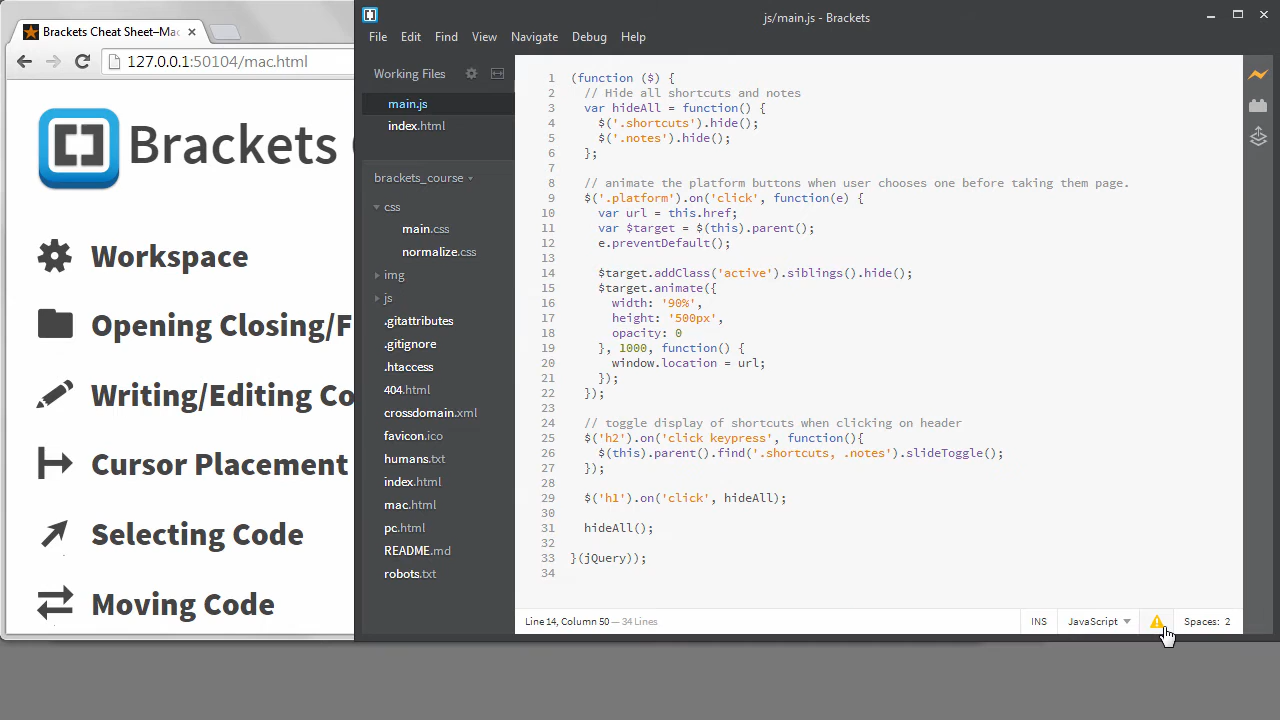 Brackets Cheat Sheet–Mac
127.0.0.1:50104/mac.html
Brackets
Workspace
Opening Closing/F
Writing/Editing Co
Cursor Placement
Selecting Code
Moving Code
js/main.js - Brackets
File Edit Find View Navigate Debug Help
Working Files
main.js
index.html
brackets_course
css
main.css
normalize.css
img
js
.gitattributes
.gitignore
.htaccess
404.html
crossdomain.xml
favicon.ico
humans.txt
index.html
mac.html
pc.html
README.md
robots.txt
1 (function ($) {
2   // Hide all shortcuts and notes
3   var hideAll = function() {
4     $('.shortcuts').hide();
5     $('.notes').hide();
6   };
7
8   // animate the platform buttons when user chooses one before taking them page.
9   $('.platform').on('click', function(e) {
10     var url = this.href;
11     var $target = $(this).parent();
12     e.preventDefault();
13
14     $target.addClass('active').siblings().hide();
15     $target.animate({
16       width: '90%',
17       height: '500px',
18       opacity: 0
19     }, 1000, function() {
20       window.location = url;
21     });
22   });
23
24   // toggle display of shortcuts when clicking on header
25   $('h2').on('click keypress', function(){
26     $(this).parent().find('.shortcuts, .notes').slideToggle();
27   });
28
29   $('h1').on('click', hideAll);
30
31   hideAll();
32
33 }(jQuery));
34
Line 14, Column 50 — 34 Lines
INS
JavaScript
Spaces: 2